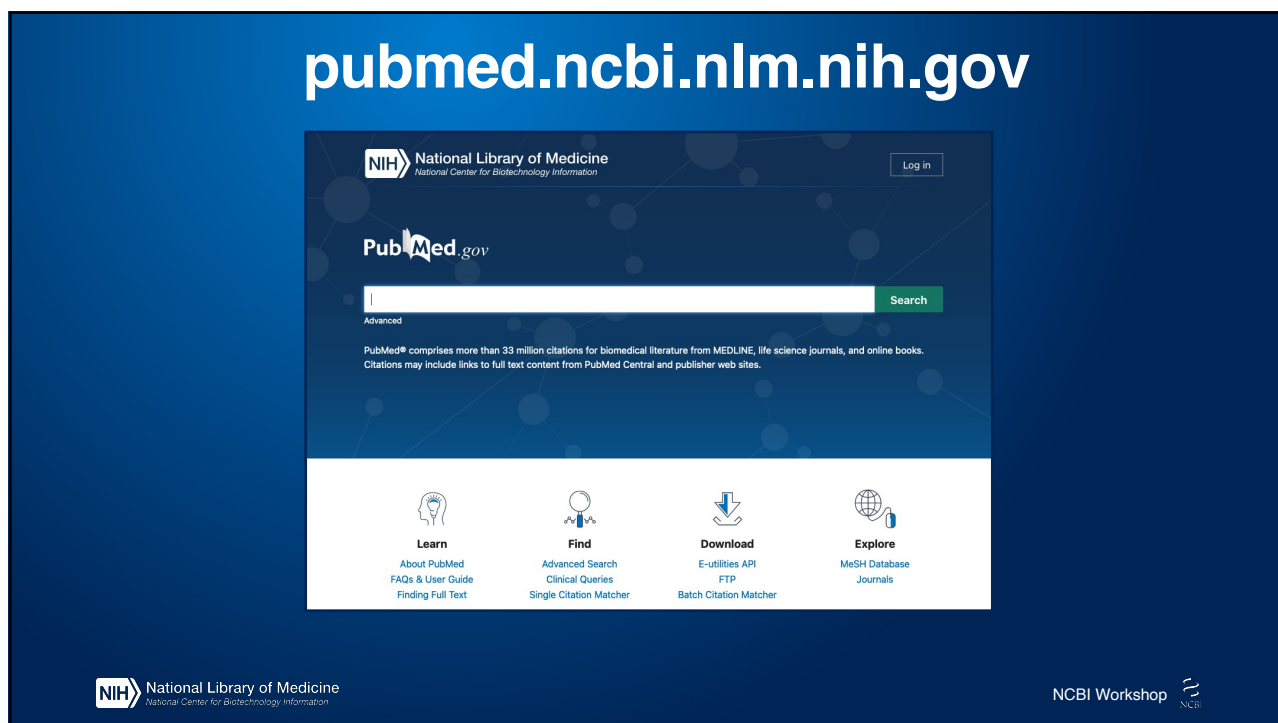 pubmed.ncbi.nlm.nih.gov
NIH National Library of Medicine
National Center for Biotechnology Information
Log in
PubMed.gov
Search
Advanced
PubMed® comprises more than 33 million citations for biomedical literature from MEDLINE, life science journals, and online books.
Citations may include links to full text content from PubMed Central and publisher web sites.
Learn
About PubMed
FAQs & User Guide
Finding Full Text
Find
Advanced Search
Clinical Queries
Single Citation Matcher
Download
E-utilities API
FTP
Batch Citation Matcher
Explore
MeSH Database
Journals
NIH National Library of Medicine
National Center for Biotechnology Information
NCBI Workshop
NCBI